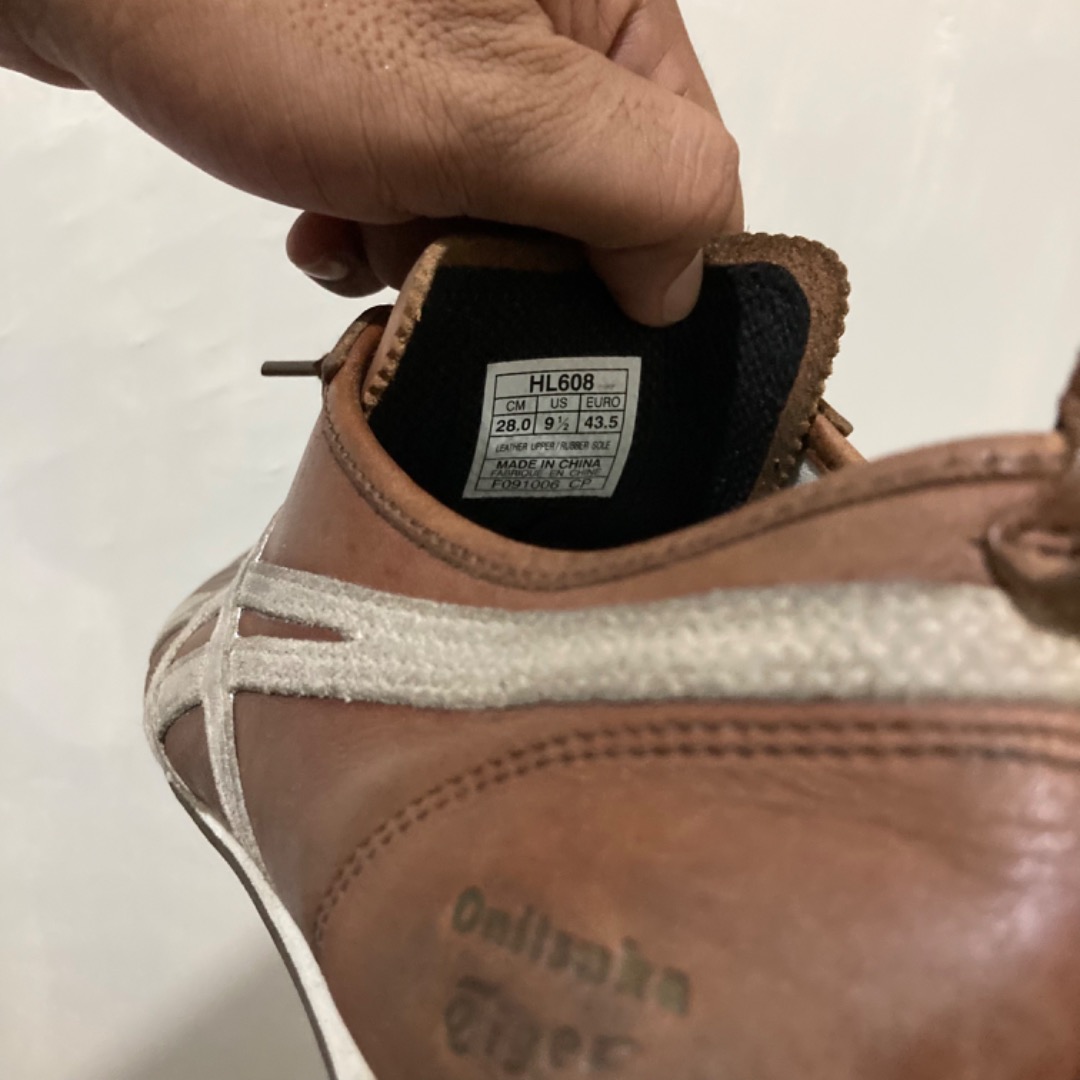 HL608
CM US EURO
28.0 9½ 43.5
LEATHER UPPER/RUBBER SOLE
MADE IN CHINA
FABRIQUE EN CHINE
F091006 CP
Onitsuka
Tiger